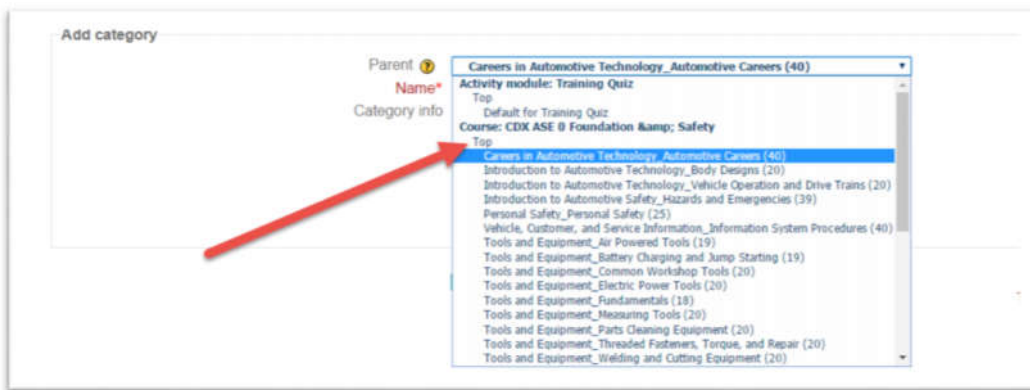 Add category
Parent Careers in Automotive Technology_Automotive Careers (40)
Name*
Category info
Activity module: Training Quiz
Top
Default for Training Quiz
Course: CDX ASE 0 Foundation &amp; Safety
Top
Careers in Automotive Technology_Automotive Careers (40)
Introduction to Automotive Technology_Body Designs (20)
Introduction to Automotive Technology_Vehicle Operation and Drive Trains (20)
Introduction to Automotive Safety_Hazards and Emergencies (39)
Personal Safety_Personal Safety (25)
Vehicle, Customer, and Service Information_Information System Procedures (40)
Tools and Equipment_Air Powered Tools (19)
Tools and Equipment_Battery Charging and Jump Starting (19)
Tools and Equipment_Common Workshop Tools (20)
Tools and Equipment_Electric Power Tools (20)
Tools and Equipment_Fundamentals (18)
Tools and Equipment_Measuring Tools (20)
Tools and Equipment_Parts Cleaning Equipment (20)
Tools and Equipment_Threaded Fasteners, Torque, and Repair (20)
Tools and Equipment_Welding and Cutting Equipment (20)